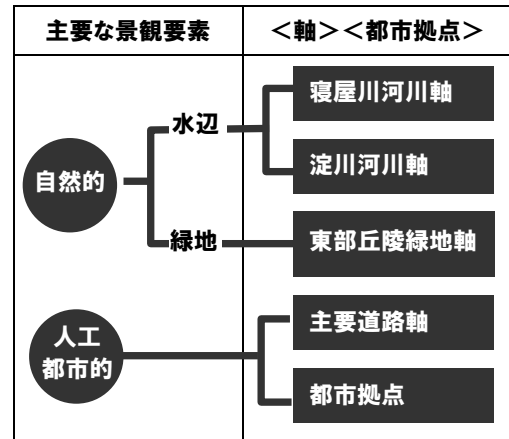 主要な景観要素
＜軸＞＜都市拠点＞
自然的
水辺
寝屋川河川軸
淀川河川軸
緑地
東部丘陵緑地軸
人工
都市的
主要道路軸
都市拠点